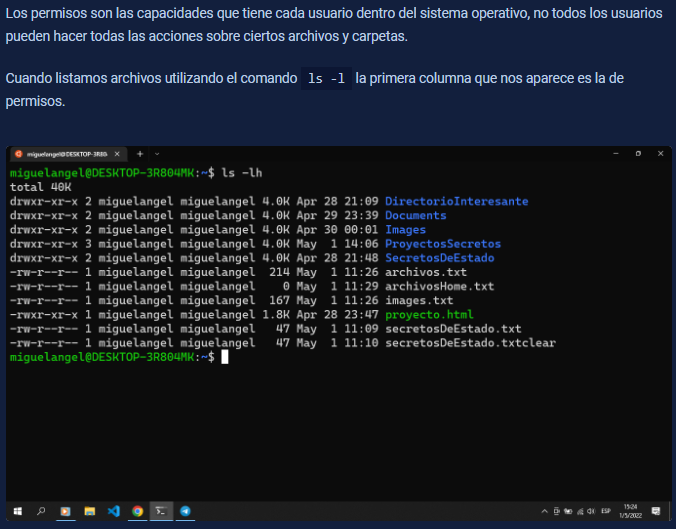 Los permisos son las capacidades que tiene cada usuario dentro del sistema operativo, no todos los usuarios
pueden hacer todas las acciones sobre ciertos archivos y carpetas.
Cuando listamos archivos utilizando el comando ls -l la primera columna que nos aparece es la de
permisos.
miguelangel@DESKTOP-3R80
miguelangel@DESKTOP-3R804MK:~$ ls -lh
total 40K
drwxr-xr-x 2 miguelangel miguelangel 4.0K Apr 28 21:09 DirectorioInteresante
drwxr-xr-x 2 miguelangel miguelangel 4.0K Apr 29 23:39 Documents
drwxr-xr-x 2 miguelangel miguelangel 4.0K Apr 30 00:01 Images
drwxr-xr-x 3 miguelangel miguelangel 4.0K May  1 14:06 ProyectosSecretos
drwxr-xr-x 2 miguelangel miguelangel 4.0K Apr 28 21:48 SecretosDeEstado
-rw-r--r-- 1 miguelangel miguelangel  214 May  1 11:26 archivos.txt
-rw-r--r-- 1 miguelangel miguelangel    0 May  1 11:29 archivosHome.txt
-rw-r--r-- 1 miguelangel miguelangel  167 May  1 11:26 images.txt
-rwxr-xr-x 1 miguelangel miguelangel 1.8K Apr 28 23:47 proyecto.html
-rw-r--r-- 1 miguelangel miguelangel   47 May  1 11:09 secretosDeEstado.txt
-rw-r--r-- 1 miguelangel miguelangel   47 May  1 11:10 secretosDeEstado.txtclear
miguelangel@DESKTOP-3R804MK:~$
ESP
15:24
1/5/2022